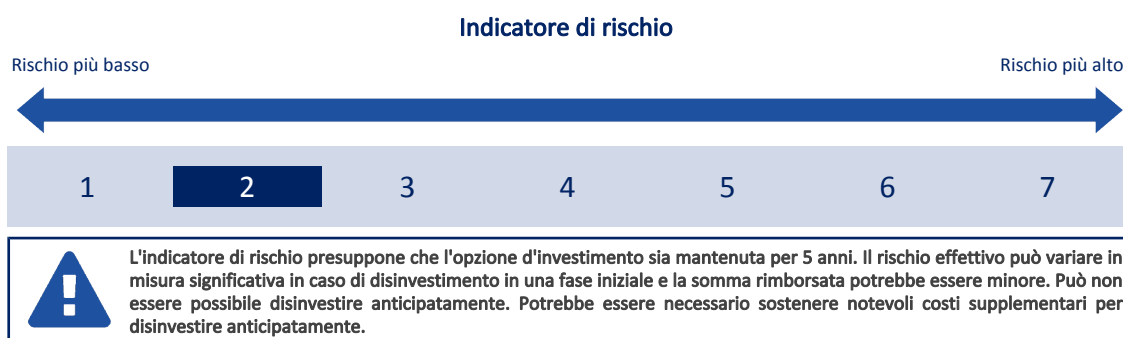 Indicatore di rischio
Rischio più basso
Rischio più alto
1 2 3 4 5 6 7
L'indicatore di rischio presuppone che l'opzione d'investimento sia mantenuta per 5 anni. Il rischio effettivo può variare in
misura significativa in caso di disinvestimento in una fase iniziale e la somma rimborsata potrebbe essere minore. Può non
essere possibile disinvestire anticipatamente. Potrebbe essere necessario sostenere notevoli costi supplementari per
disinvestire anticipatamente.